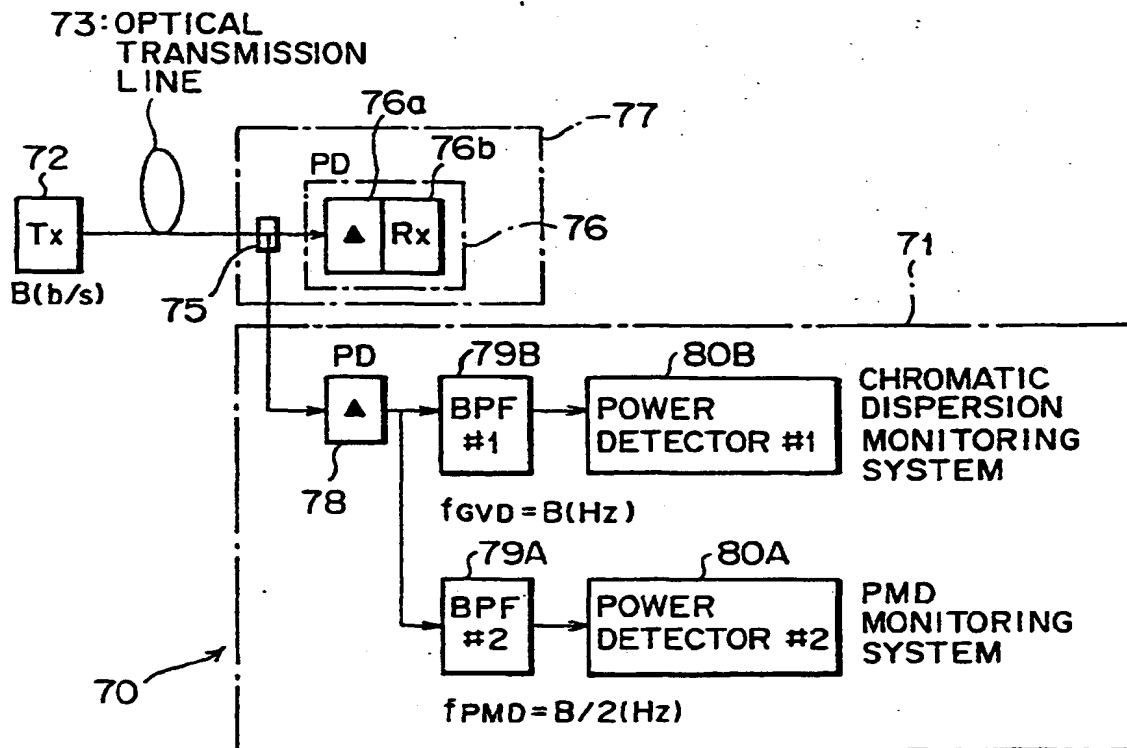 73: OPTICAL
TRANSMISSION
LINE
72
Tx
B(b/s)
75
76a
76b
77
PD
▲
Rx
76
71
PD
▲
78
79B
BPF
#1
80B
POWER
DETECTOR #1
CHROMATIC
DISPERSION
MONITORING
SYSTEM
fGVD=B(Hz)
79A
BPF
#2
80A
POWER
DETECTOR #2
PMD
MONITORING
SYSTEM
fPMD=B/2(Hz)
70